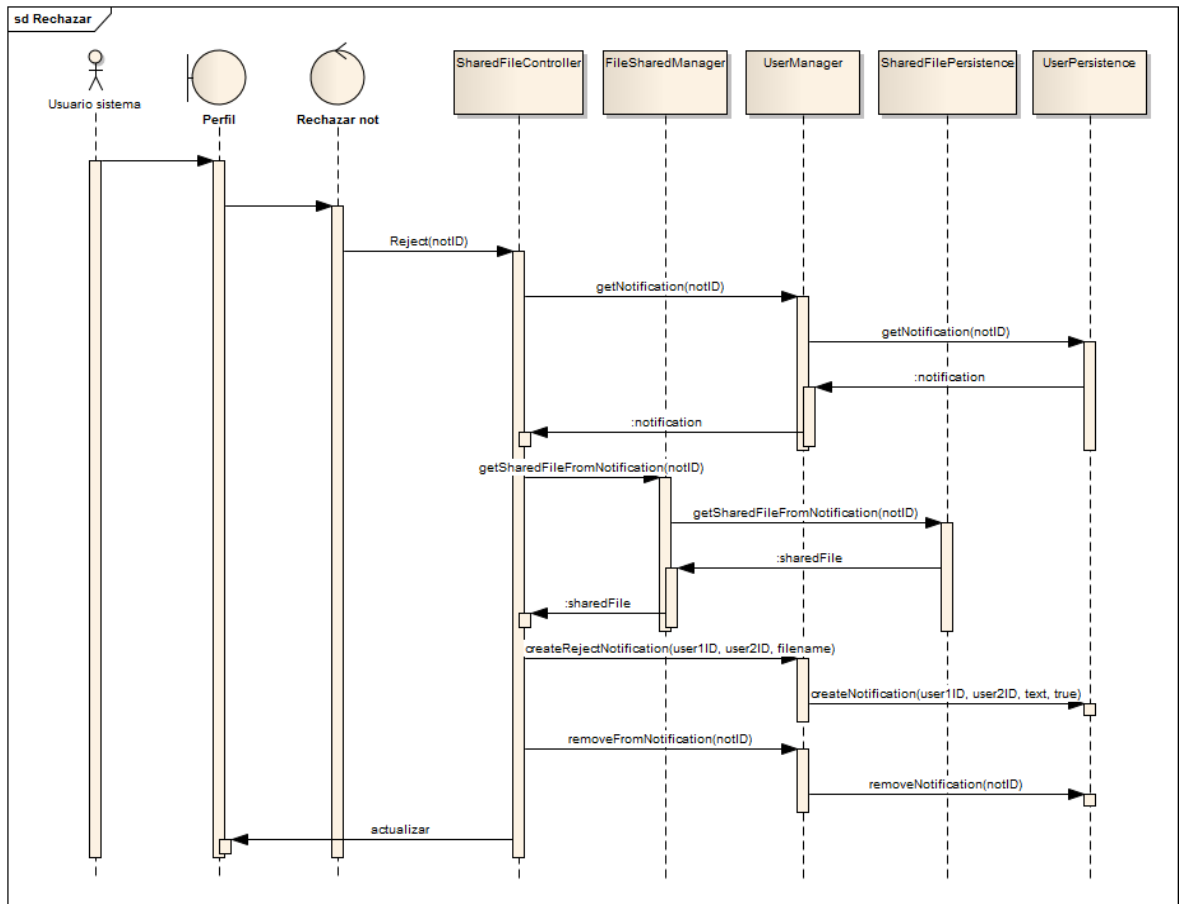 sd Rechazar
Usuario sistema
Perfil
Rechazar not
SharedFileController
FileSharedManager
UserManager
SharedFilePersistence
UserPersistence
Reject(notID)
getNotification(notID)
getNotification(notID)
:notification
:notification
getSharedFileFromNotification(notID)
getSharedFileFromNotification(notID)
:sharedFile
:sharedFile
createRejectNotification(user1ID, user2ID, filename)
createNotification(user1ID, user2ID, text, true)
removeFromNotification(notID)
removeNotification(notID)
actualizar